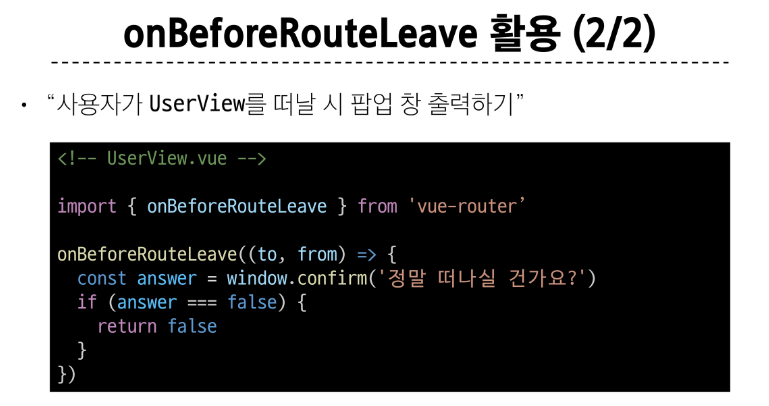 onBeforeRouteLeave 활용 (2/2)
• “사용자가 UserView를 떠날 시 팝업 창 출력하기”
<!-- UserView.vue -->
import { onBeforeRouteLeave } from 'vue-router’
onBeforeRouteLeave((to, from) => {
  const answer = window.confirm('정말 떠나실 건가요?')
  if (answer === false) {
    return false
  }
})